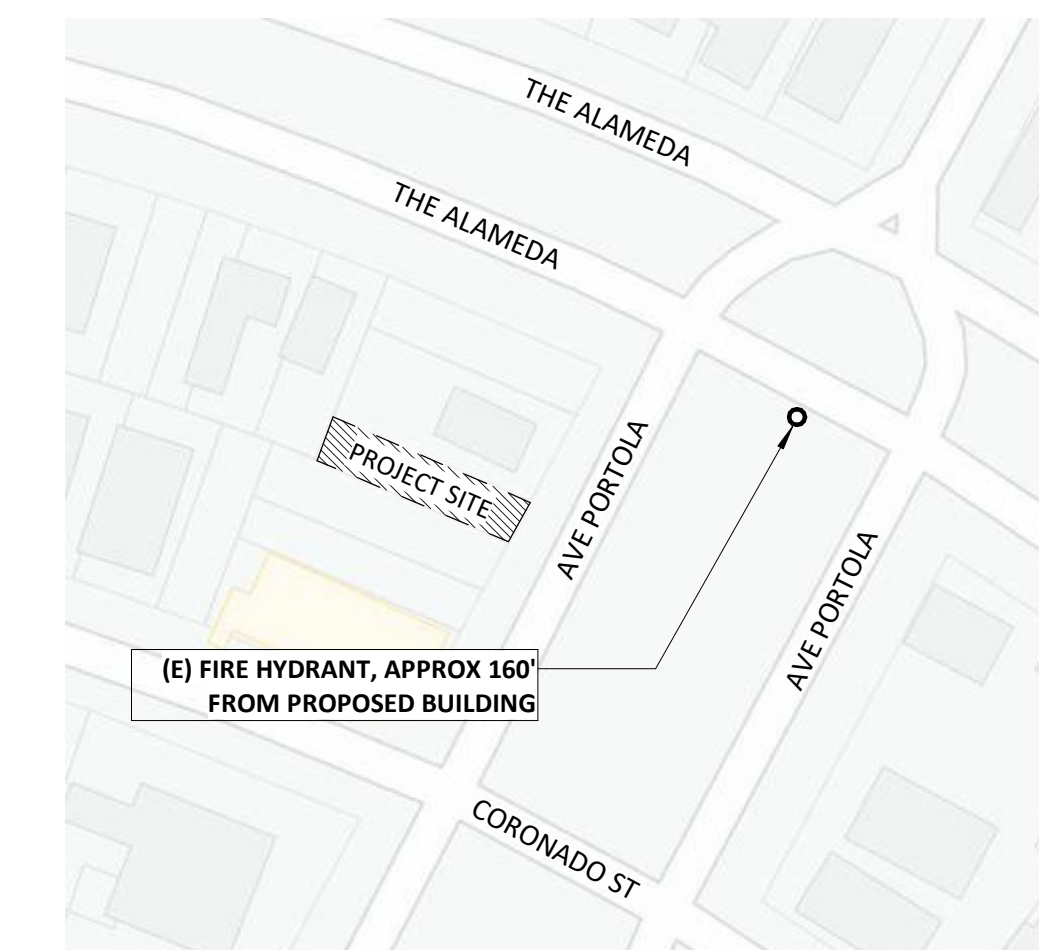 THE ALAMEDA
THE ALAMEDA
PROJECT SITE
AVE PORTOLA
AVE PORTOLA
(E) FIRE HYDRANT, APPROX 160'
FROM PROPOSED BUILDING
CORONADO ST